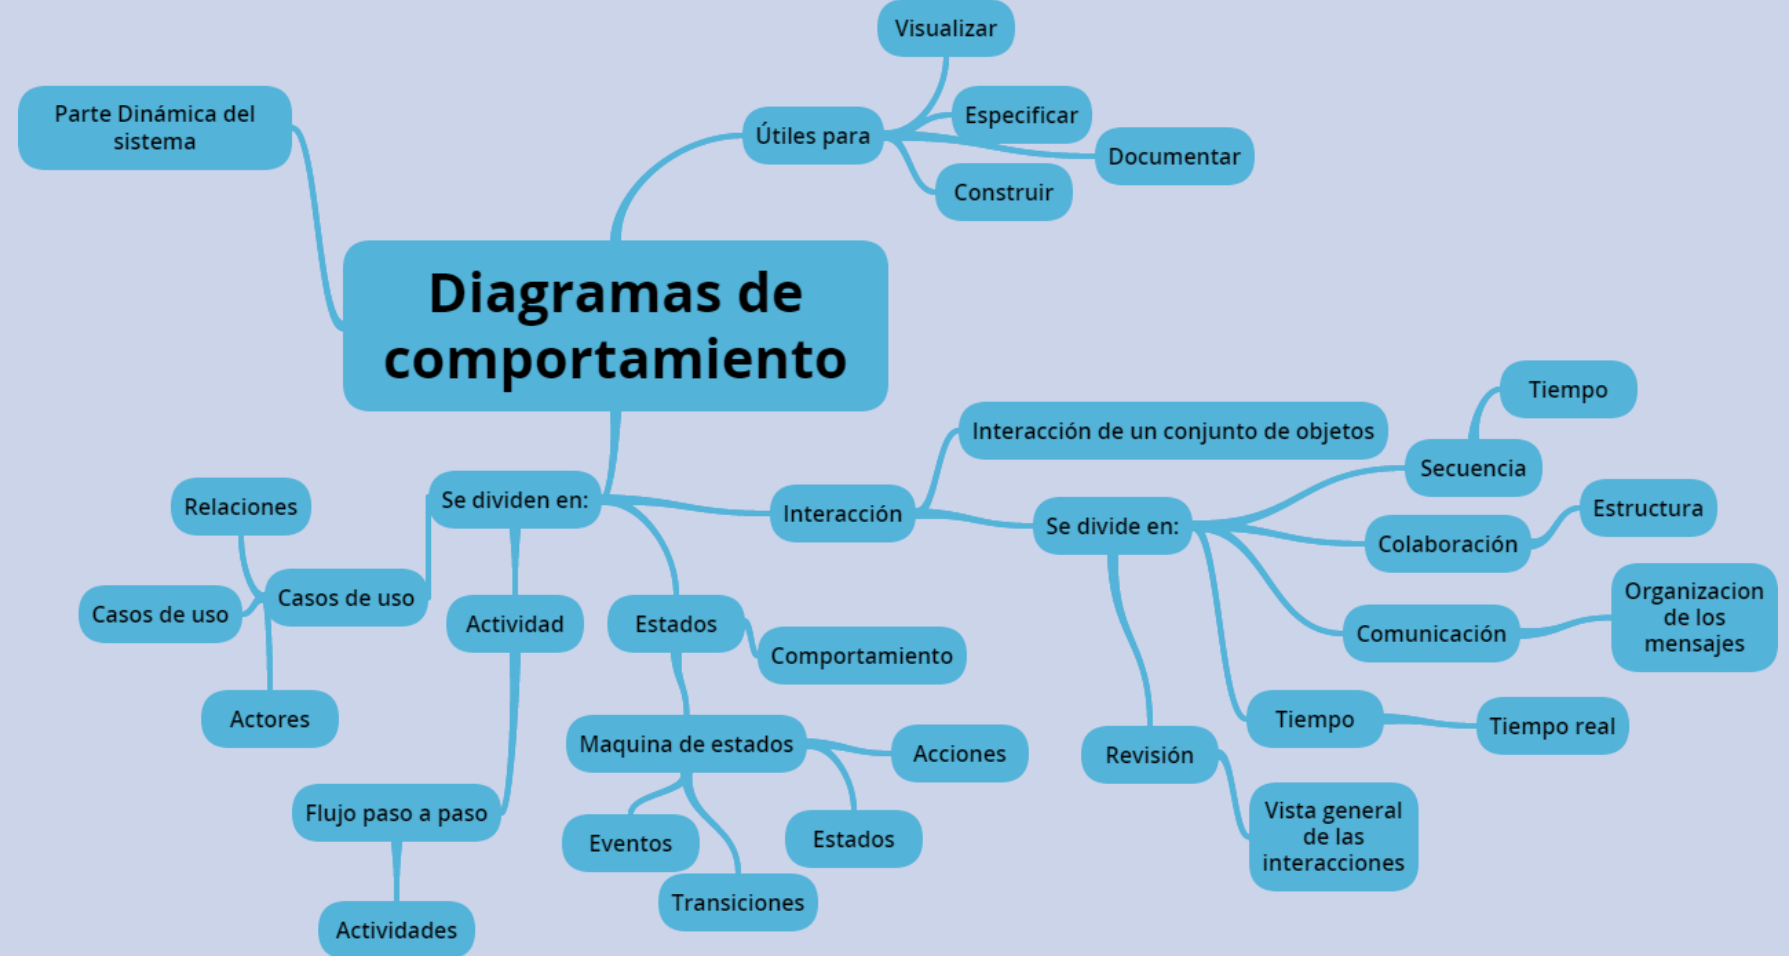 Visualizar
Parte Dinámica del
sistema
Útiles para
Especificar
Documentar
Construir
Diagramas de
comportamiento
Tiempo
Interacción de un conjunto de objetos
Secuencia
Relaciones
Se dividen en:
Interacción
Se divide en:
Estructura
Colaboración
Casos de uso
Casos de uso
Actividad
Estados
Comportamiento
Comunicación
Organizacion
de los
mensajes
Actores
Maquina de estados
Acciones
Revisión
Tiempo
Tiempo real
Flujo paso a paso
Eventos
Estados
Transiciones
Vista general
de las
interacciones
Actividades